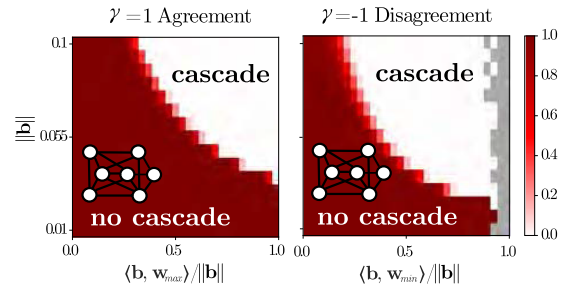 γ = 1 Agreement
γ=-1 Disagreement
0.1
0.055
0.01
‖b‖
cascade
no cascade
0.0
0.5
1.0
⟨b, w_max⟩/‖b‖
cascade
no cascade
0.0
0.5
1.0
⟨b, w_min⟩/‖b‖
1.0
0.8
0.6
0.4
0.2
0.0